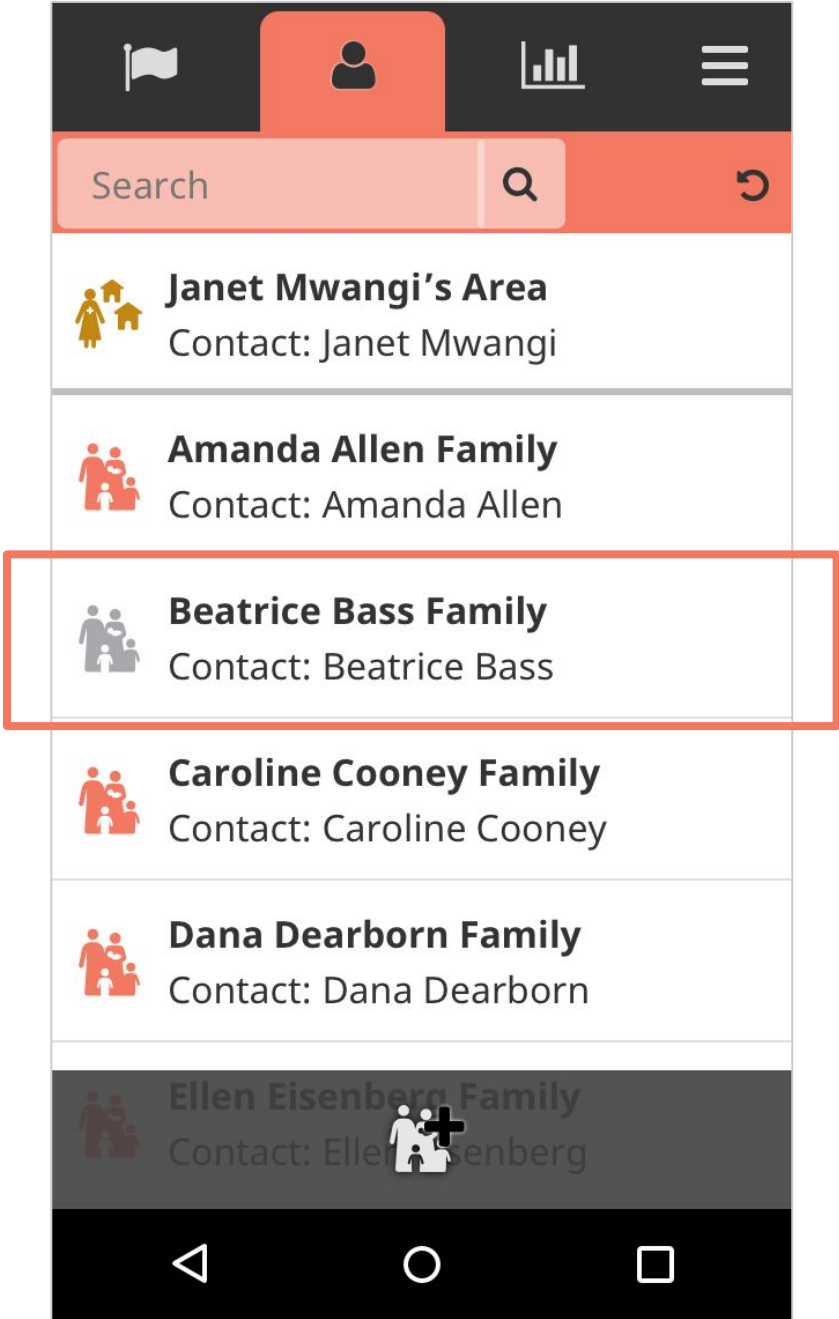 Search
Janet Mwangi’s Area
Contact: Janet Mwangi
Amanda Allen Family
Contact: Amanda Allen
Beatrice Bass Family
Contact: Beatrice Bass
Caroline Cooney Family
Contact: Caroline Cooney
Dana Dearborn Family
Contact: Dana Dearborn
Ellen Eisenberg Family
Contact: Ellen Eisenberg